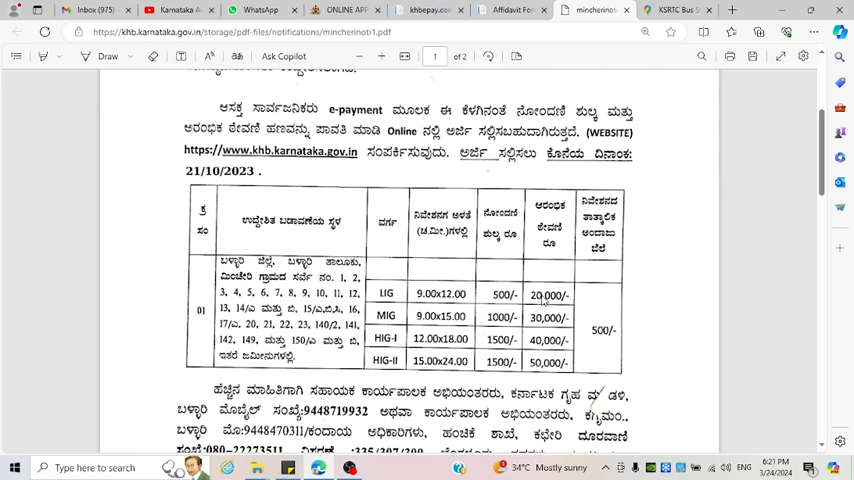 Inbox (975)
Karnataka A
WhatsApp
ONLINE APP
khbepay.com
Affidavit For
mincherinoti
KSRTC Bus S
https://khb.karnataka.gov.in/storage/pdf-files/notifications/mincherinoti1.pdf
Draw
Ask Copilot
1 of 2
ಆಸಕ್ತ ಸಾರ್ವಜನಿಕರು e-payment ಮೂಲಕ ಈ ಕೆಳಗಿನಂತೆ ನೋಂದಣಿ ಶುಲ್ಕ ಮತ್ತು
ಆರಂಭಿಕ ಠೇವಣಿ ಹಣವನ್ನು ಪಾವತಿ ಮಾಡಿ Online ನಲ್ಲಿ ಅರ್ಜಿ ಸಲ್ಲಿಸಬಹುದಾಗಿರುತ್ತದೆ. (WEBSITE)
https://www.khb.karnataka.gov.in ಸಂಪರ್ಕಿಸುವುದು. ಅರ್ಜಿ ಸಲ್ಲಿಸಲು ಕೊನೆಯ ದಿನಾಂಕ:
21/10/2023 .
ಕ್ರ ಸಂ
ಉದ್ದೇಶಿತ ಬಡಾವಣೆಯ ಸ್ಥಳ
ವರ್ಗ
ನಿವೇಶನಗ ಅಳತೆ (ಚ.ಮೀ.)ಗಳಲ್ಲಿ
ನೋಂದಣಿ ಶುಲ್ಕ ರೂ
ಆರಂಭಿಕ ಠೇವಣಿ ರೂ
ನಿವೇಶನದ ತಾತ್ಕಾಲಿಕ ಅಂದಾಜು ಬೆಲೆ
01
ಬಳ್ಳಾರಿ ಜಿಲ್ಲೆ, ಬಳ್ಳಾರಿ ತಾಲೂಕು,
ಮಿಂಚೇರಿ ಗ್ರಾಮದ ಸರ್ವೆ ನಂ. 1, 2,
3, 4, 5, 6, 7, 8, 9, 10, 11, 12,
13, 14/ಎ ಮತ್ತು ಬಿ, 15/ಎ,ಬಿ,ಸಿ, 16,
17/ಎ, 20, 21, 22, 23, 140/2, 141,
142, 149, ಮತ್ತು 150/ಎ ಮತ್ತು ಬಿ,
ಇತರೆ ಜಮೀನುಗಳಲ್ಲಿ.
LIG 9.00x12.00 500/- 20,000/-
MIG 9.00x15.00 1000/- 30,000/-
HIG-I 12.00x18.00 1500/- 40,000/-
HIG-II 15.00x24.00 1500/- 50,000/-
500/-
ಹೆಚ್ಚಿನ ಮಾಹಿತಿಗಾಗಿ ಸಹಾಯಕ ಕಾರ್ಯಪಾಲಕ ಅಭಿಯಂತರರು, ಕರ್ನಾಟಕ ಗೃಹ ಮ ಡಳಿ,
ಬಳ್ಳಾರಿ ಮೊಬೈಲ್ ಸಂಖ್ಯೆ:9448719932 ಅಥವಾ ಕಾರ್ಯಪಾಲಕ ಅಭಿಯಂತರರು, ಕಗೃಮಂ.,
ಬಳ್ಳಾರಿ ಮೊ:9448470311/ಕಂದಾಯ ಅಧಿಕಾರಿಗಳು, ಹಂಚಿಕೆ ಶಾಖೆ, ಕಛೇರಿ ದೂರವಾಣಿ
ಸಂಖ್ಯೆ:080-22273511
Type here to search
34°C Mostly sunny
ENG
6:21 PM
3/24/2024